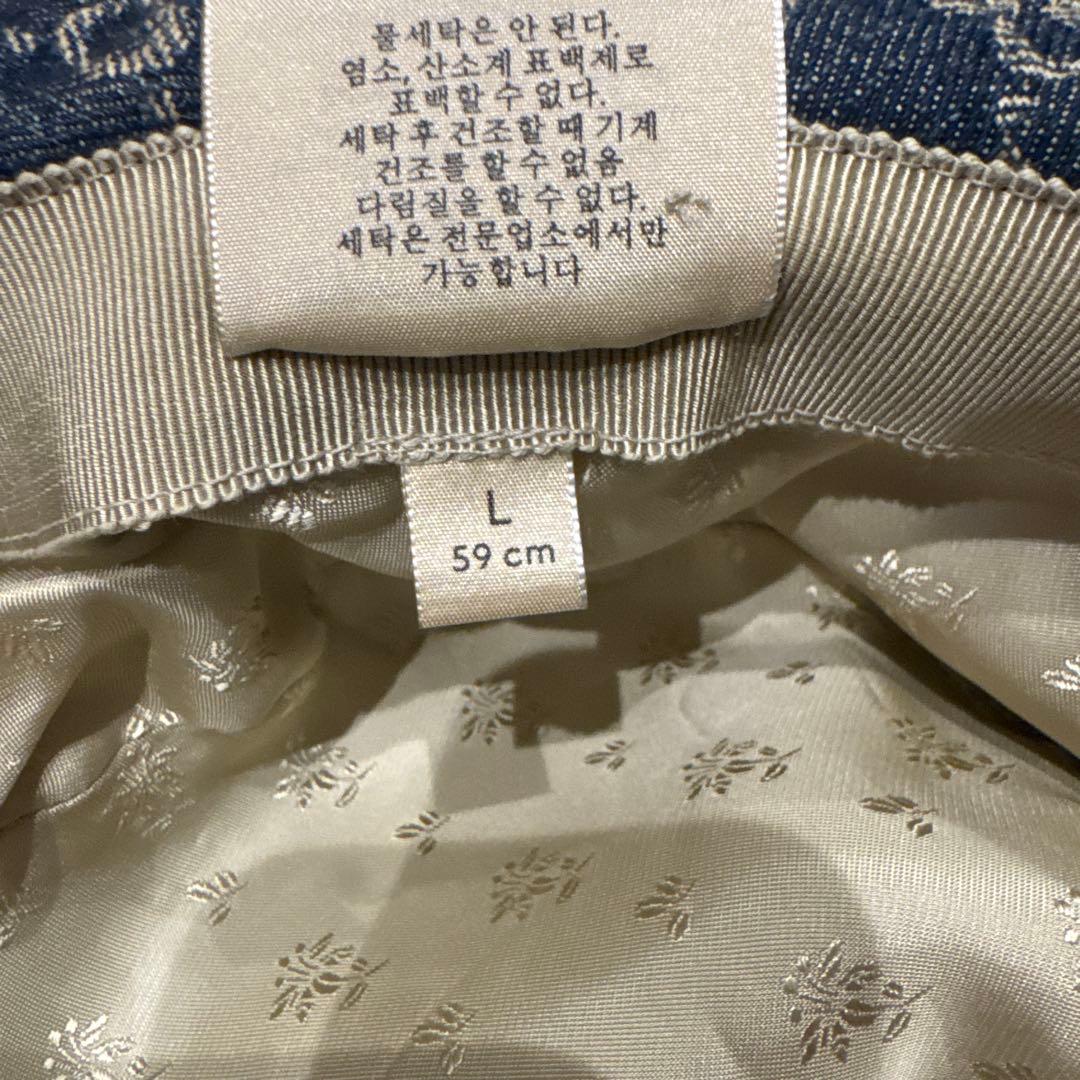 물세탁은 안 된다.
염소, 산소계 표백제로
표백할 수 없다.
세탁 후 건조할 때 기계
건조를 할 수 없음
다림질을 할 수 없다.
세탁은 전문업소에서만
가능합니다
L
59 cm